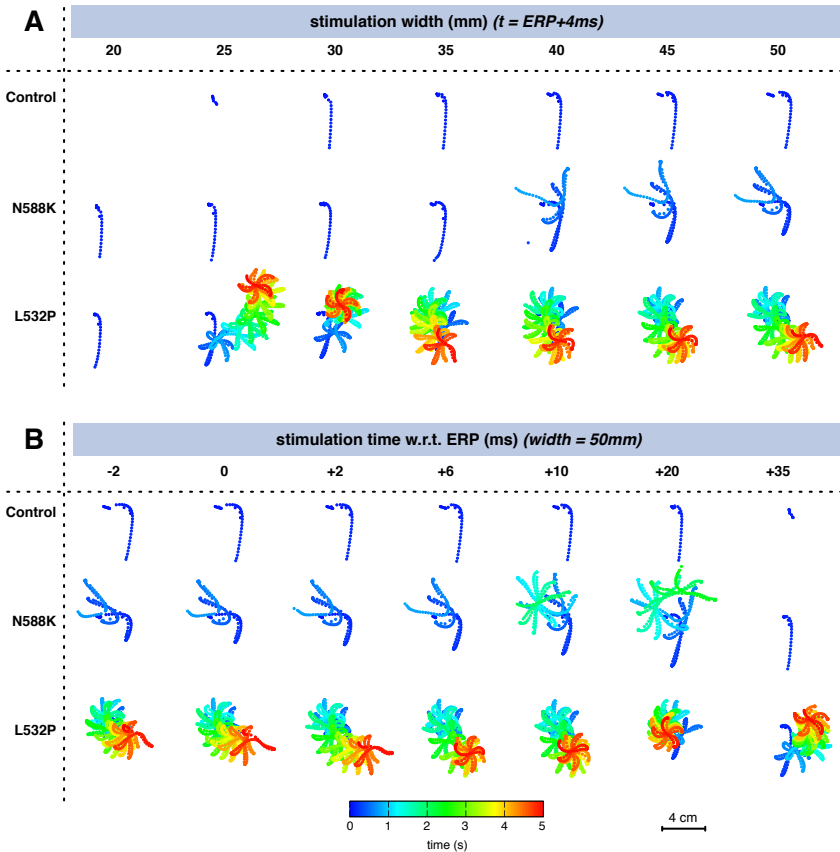 A
stimulation width (mm) (t = ERP+4ms)
20 25 30 35 40 45 50
Control
N588K
L532P
B
stimulation time w.r.t. ERP (ms) (width = 50mm)
-2 0 +2 +6 +10 +20 +35
Control
N588K
L532P
0 1 2 3 4 5
time (s)
4 cm